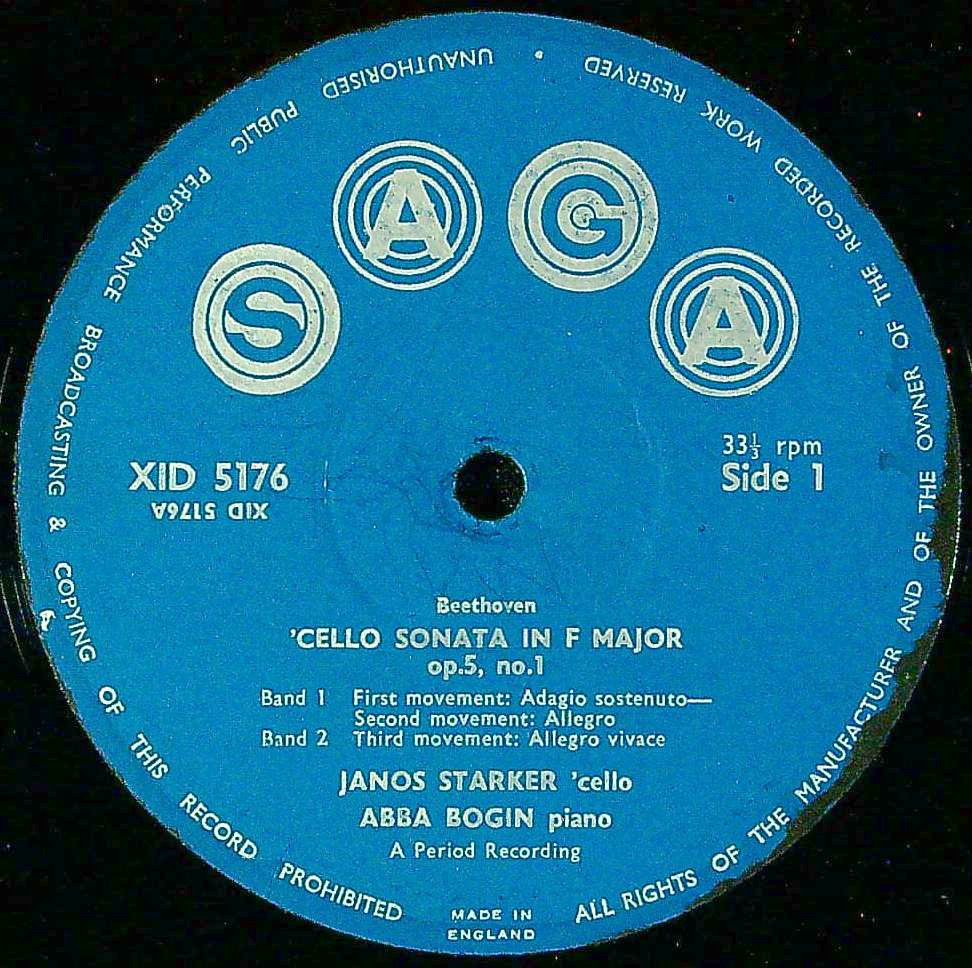 SAGA
33⅓ rpm
XID 5176
Side 1
XID 5176A
Beethoven
'CELLO SONATA IN F MAJOR
op.5, no.1
Band 1 First movement: Adagio sostenuto—
Second movement: Allegro
Band 2 Third movement: Allegro vivace
JANOS STARKER 'cello
ABBA BOGIN piano
A Period Recording
MADE IN
ENGLAND
ALL RIGHTS OF THE MANUFACTURER AND OF THE OWNER OF THE RECORDED WORK RESERVED • UNAUTHORISED PUBLIC PERFORMANCE BROADCASTING & COPYING OF THIS RECORD PROHIBITED